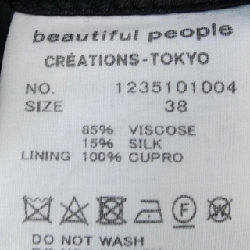 beautiful people
CRÉATIONS-TOKYO
NO. 1235101004
SIZE 38
85% VISCOSE
15% SILK
LINING 100% CUPRO
F
DO NOT WASH